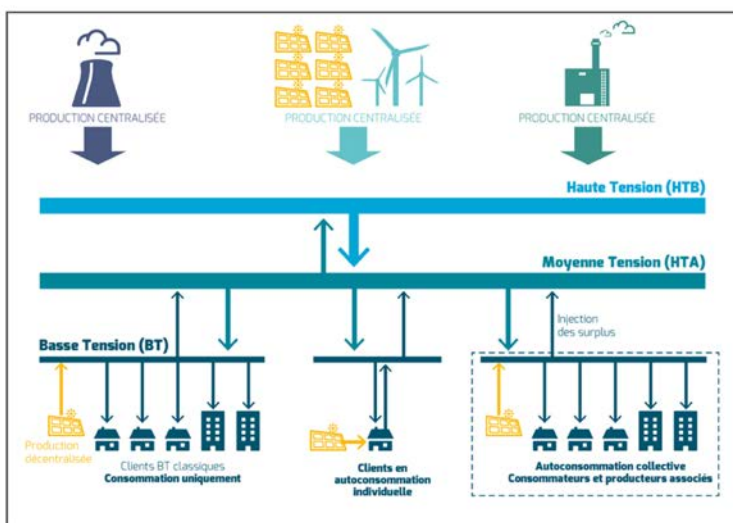 PRODUCTION CENTRALISÉE
PRODUCTION CENTRALISÉE
PRODUCTION CENTRALISÉE
Haute Tension (HTB)
Moyenne Tension (HTA)
Injection
des surplus
Basse Tension (BT)
Production
décentralisée
Clients BT classiques
Consommation uniquement
Clients en
autoconsommation
individuelle
Autoconsommation collective
Consommateurs et producteurs associés